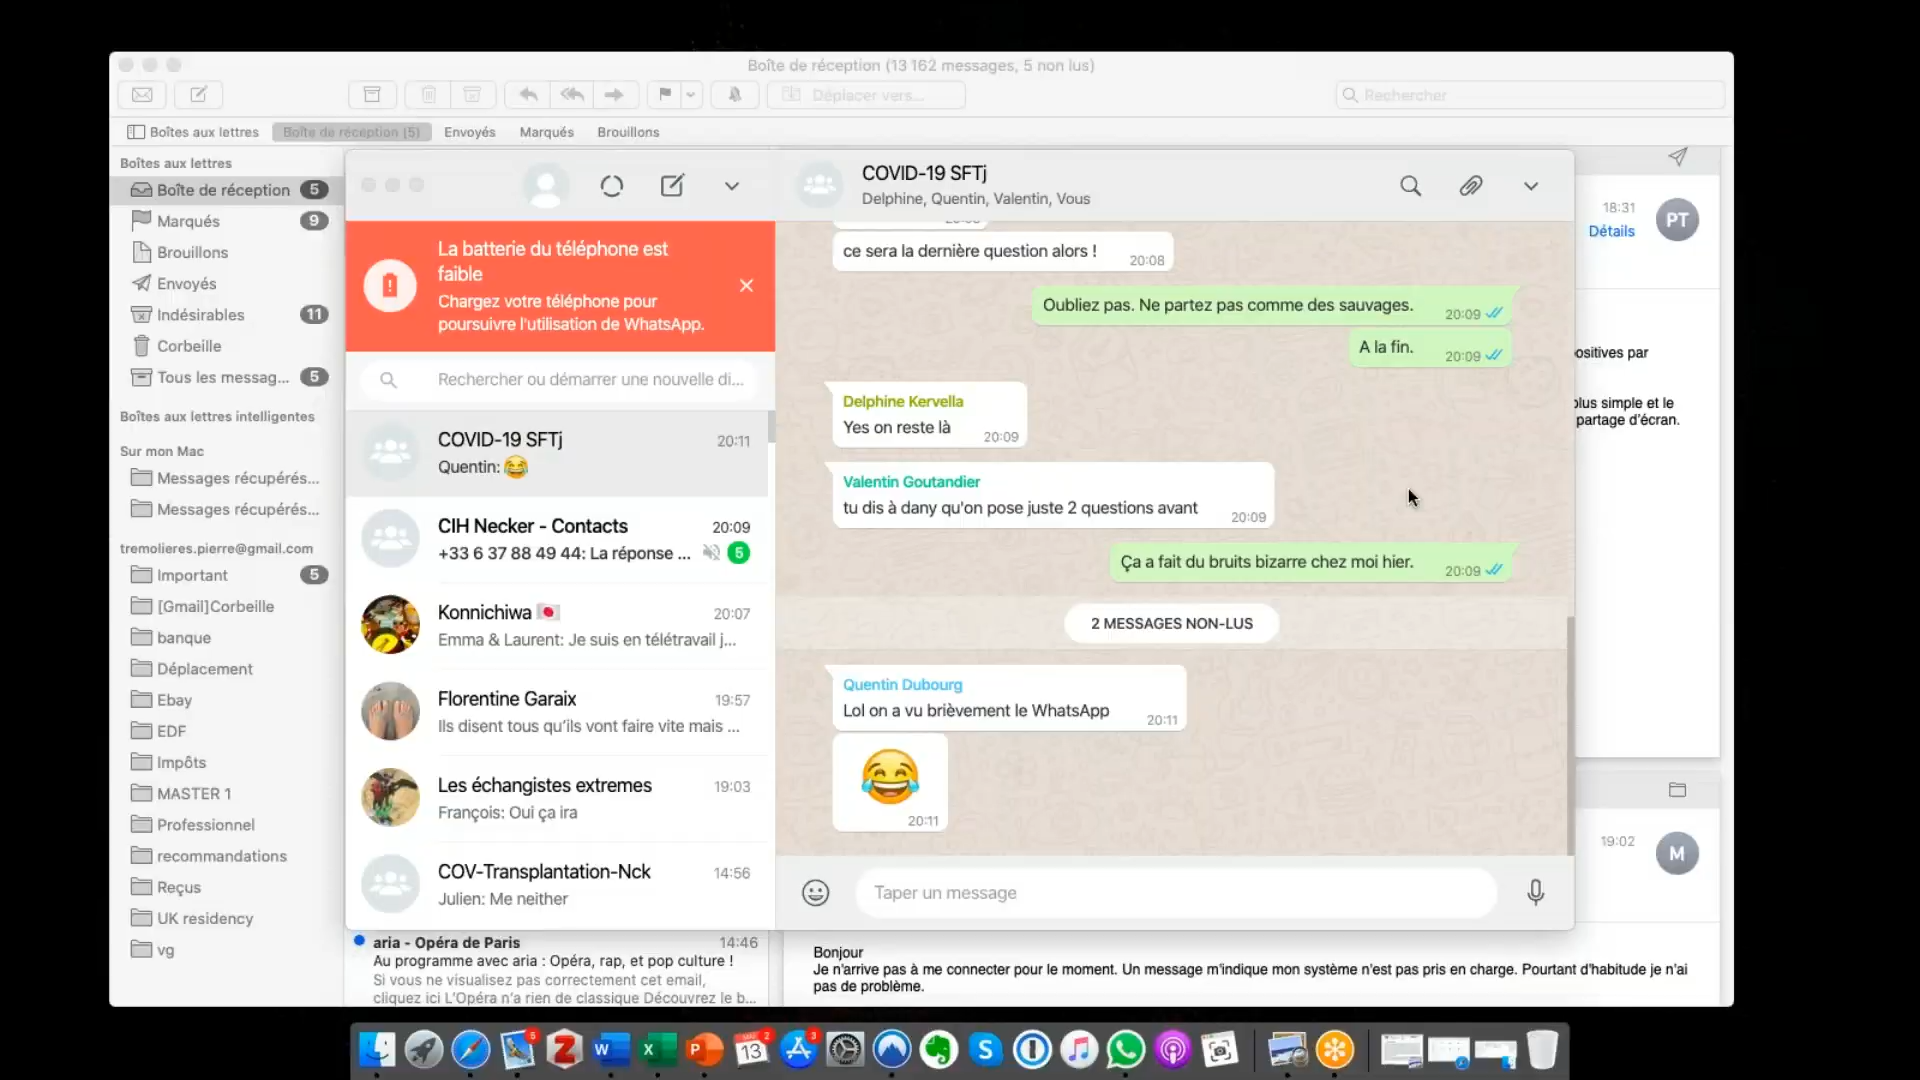 Boîte de réception (13 162 messages, 5 non lus)
Déplacer vers...
Rechercher
Boîtes aux lettres
Boîte de réception (5)
Envoyés
Marqués
Brouillons
Boîtes aux lettres
Boîte de réception 5
Marqués 9
Brouillons
Envoyés
Indésirables 11
Corbeille
Tous les messag... 5
Boîtes aux lettres intelligentes
Sur mon Mac
Messages récupérés...
Messages récupérés...
tremolieres.pierre@gmail.com
Important 5
[Gmail]Corbeille
banque
Déplacement
Ebay
EDF
Impôts
MASTER 1
Professionnel
recommandations
Reçus
UK residency
vg
La batterie du téléphone est
faible
Chargez votre téléphone pour
poursuivre l'utilisation de WhatsApp.
Rechercher ou démarrer une nouvelle di...
COVID-19 SFTj 20:11
Quentin: 😂
CIH Necker - Contacts 20:09
+33 6 37 88 49 44: La réponse ... 5
Konnichiwa 🇯🇵 20:07
Emma & Laurent: Je suis en télétravail j...
Florentine Garaix 19:57
Ils disent tous qu'ils vont faire vite mais ...
Les échangistes extremes 19:03
François: Oui ça ira
COV-Transplantation-Nck 14:56
Julien: Me neither
aria - Opéra de Paris 14:46
Au programme avec aria : Opéra, rap, et pop culture !
Si vous ne visualisez pas correctement cet email,
cliquez ici L'Opéra n'a rien de classique Découvrez le b...
COVID-19 SFTj
Delphine, Quentin, Valentin, Vous
ce sera la dernière question alors ! 20:08
Oubliez pas. Ne partez pas comme des sauvages. 20:09
A la fin. 20:09
Delphine Kervella
Yes on reste là 20:09
Valentin Goutandier
tu dis à dany qu'on pose juste 2 questions avant 20:09
Ça a fait du bruits bizarre chez moi hier. 20:09
2 MESSAGES NON-LUS
Quentin Dubourg
Lol on a vu brièvement le WhatsApp 20:11
😂
20:11
Taper un message
18:31
PT
Détails
ositives par
plus simple et le
partage d'écran.
19:02
M
Bonjour
Je n'arrive pas à me connecter pour le moment. Un message m'indique mon système n'est pas pris en charge. Pourtant d'habitude je n'ai
pas de problème.
5
Z
W
X
P
13
2
3
S